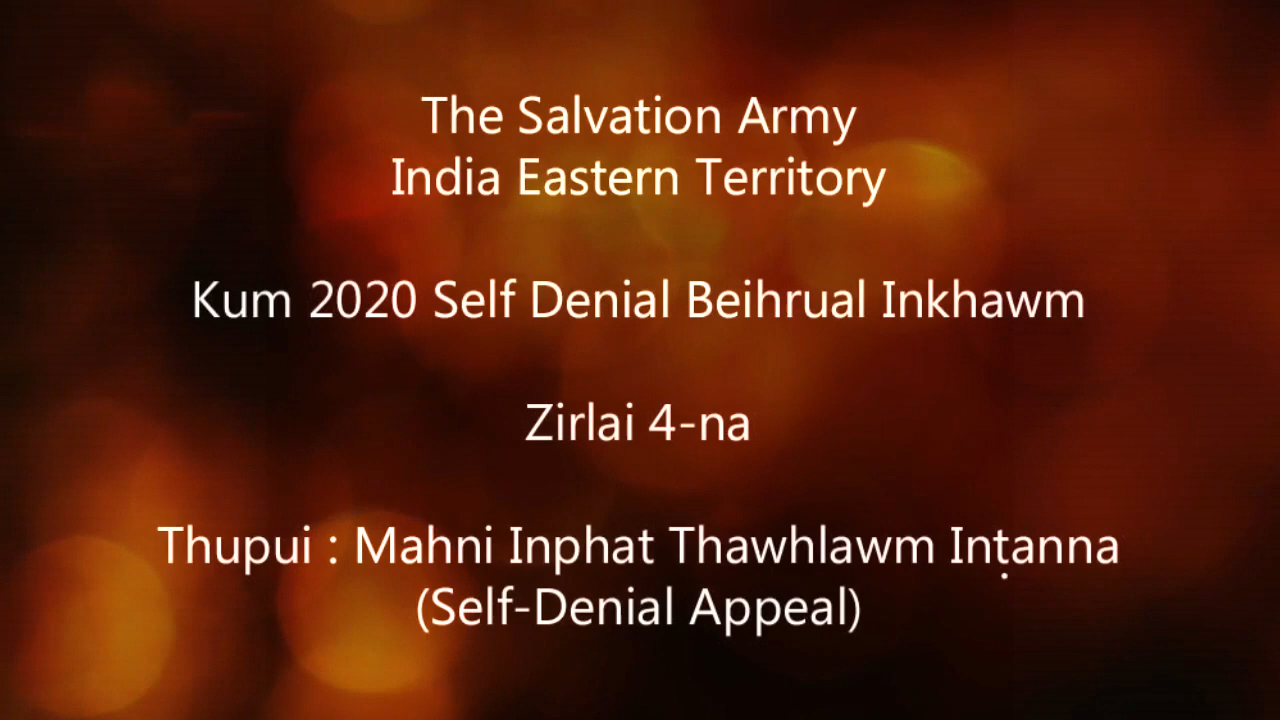 The Salvation Army
India Eastern Territory
Kum 2020 Self Denial Beihrual Inkhawm
Zirlai 4-na
Thupui : Mahni Inphat Thawhlawm Inṭanna
(Self-Denial Appeal)